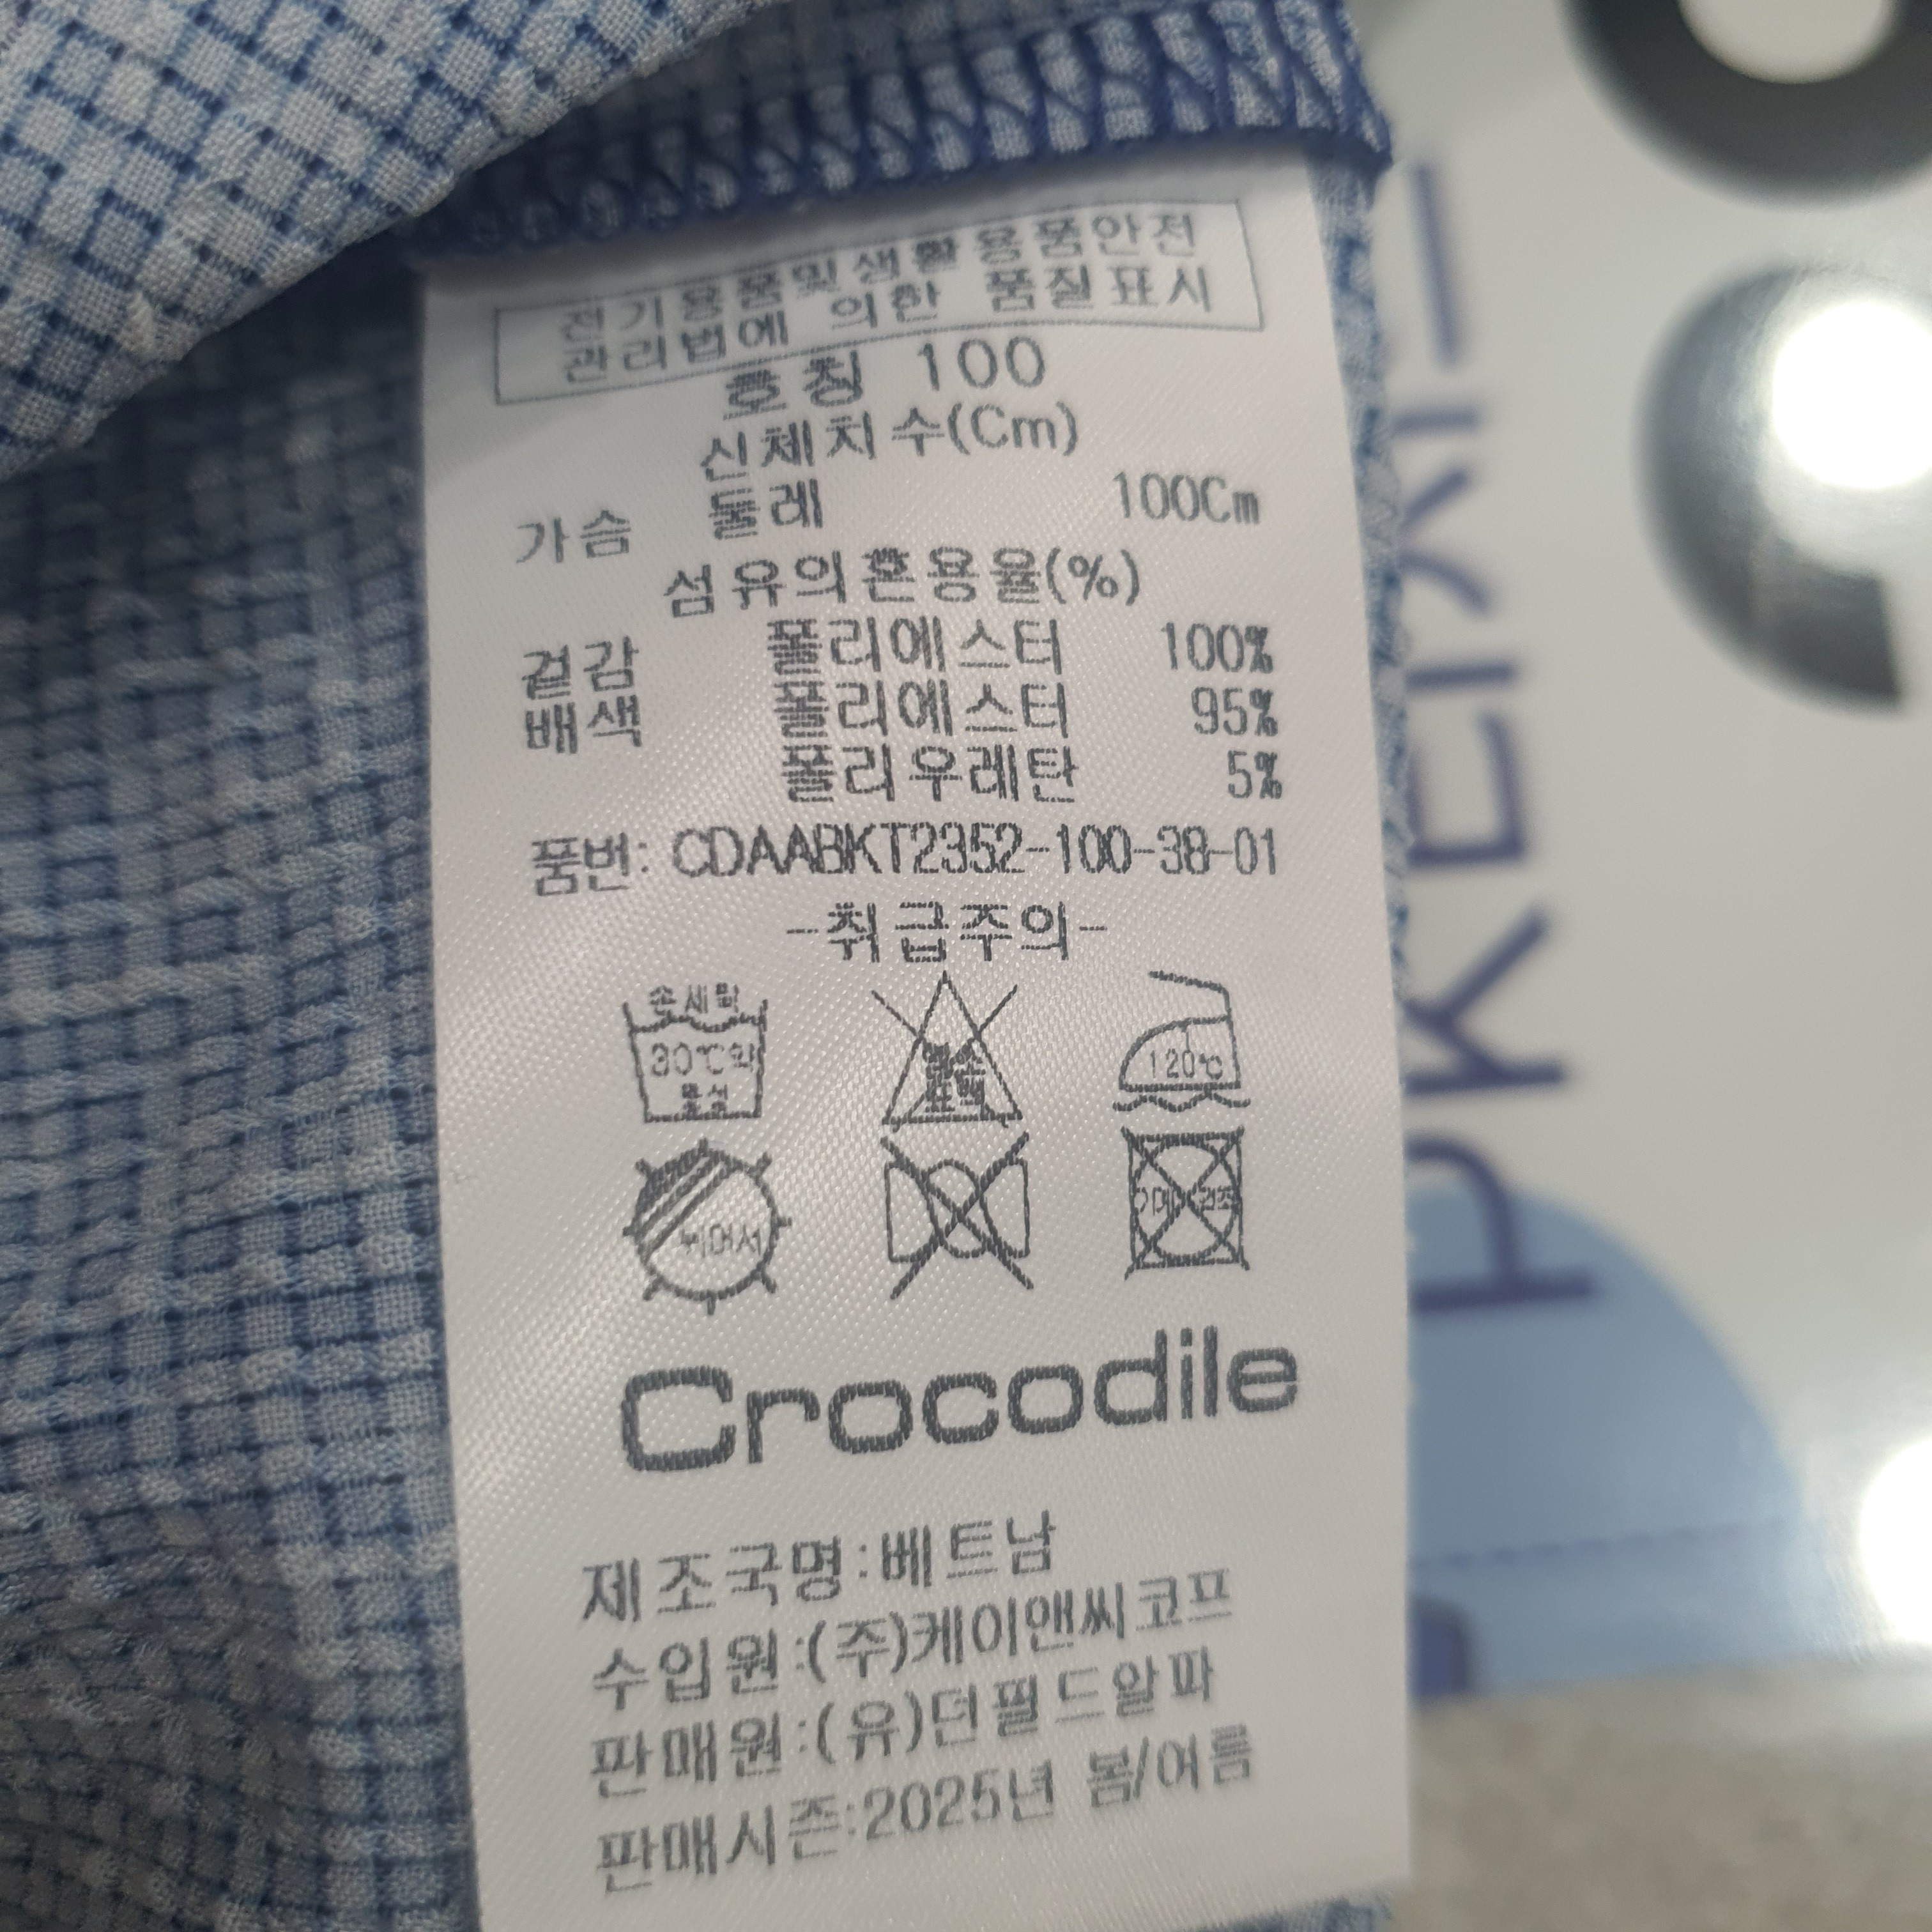 전기용품및생활용품안전
관리법에 의한 품질표시
호칭 100
신체치수(Cm)
가슴 둘레 100Cm
섬유의혼용율(%)
겉감 폴리에스터 100%
배색 폴리에스터 95%
폴리우레탄 5%
품번: CDAABKT2352-100-38-01
-취급주의-
손세탁
30℃약
물살
염소
표백
120℃
뉘어서
기계건조
Crocodile
제조국명:베트남
수입원:(주)케이앤씨코프
판매원:(유)던필드알파
판매시즌:2025년 봄/여름